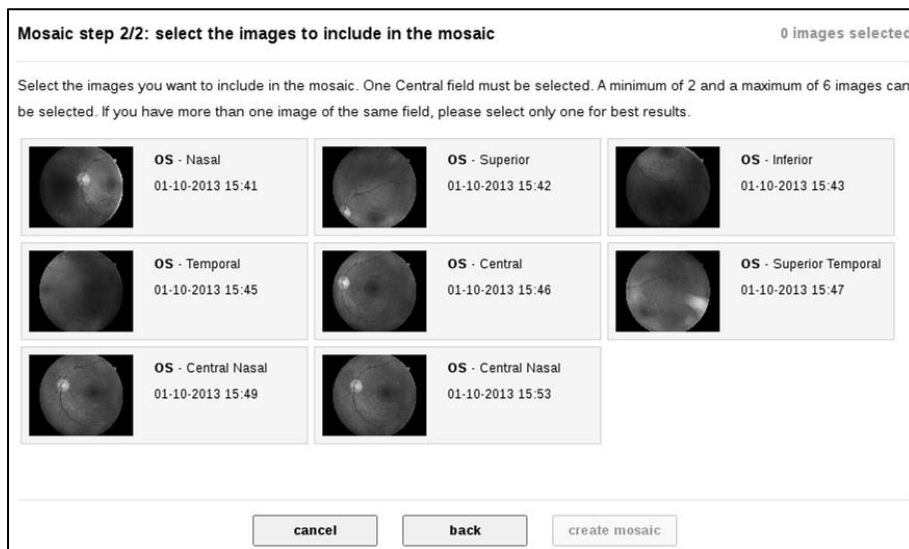 Mosaic step 2/2: select the images to include in the mosaic
0 images selected
Select the images you want to include in the mosaic. One Central field must be selected. A minimum of 2 and a maximum of 6 images can
be selected. If you have more than one image of the same field, please select only one for best results.
OS - Nasal
01-10-2013 15:41
OS - Superior
01-10-2013 15:42
OS - Inferior
01-10-2013 15:43
OS - Temporal
01-10-2013 15:45
OS - Central
01-10-2013 15:46
OS - Superior Temporal
01-10-2013 15:47
OS - Central Nasal
01-10-2013 15:49
OS - Central Nasal
01-10-2013 15:53
cancel
back
create mosaic